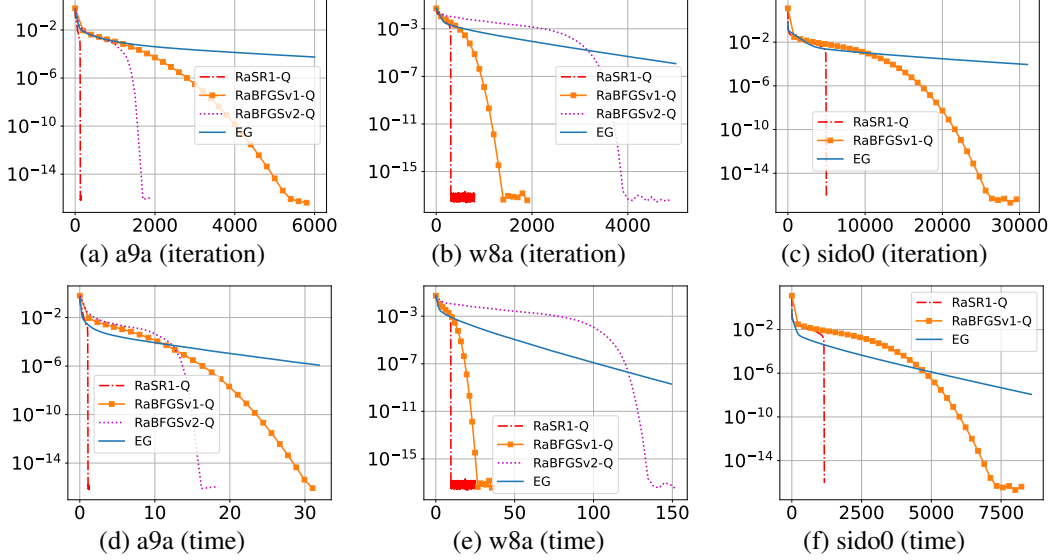 10⁻²
10⁻⁶
10⁻¹⁰
10⁻¹⁴
RaSR1-Q
RaBFGSv1-Q
RaBFGSv2-Q
EG
0 2000 4000 6000
(a) a9a (iteration)
10⁻³
10⁻⁷
10⁻¹¹
10⁻¹⁵
RaSR1-Q
RaBFGSv1-Q
RaBFGSv2-Q
EG
0 2000 4000
(b) w8a (iteration)
10⁻²
10⁻⁶
10⁻¹⁰
10⁻¹⁴
RaSR1-Q
RaBFGSv1-Q
EG
0 10000 20000 30000
(c) sido0 (iteration)
10⁻²
10⁻⁶
10⁻¹⁰
10⁻¹⁴
RaSR1-Q
RaBFGSv1-Q
RaBFGSv2-Q
EG
0 10 20 30
(d) a9a (time)
10⁻³
10⁻⁷
10⁻¹¹
10⁻¹⁵
RaSR1-Q
RaBFGSv1-Q
RaBFGSv2-Q
EG
0 50 100 150
(e) w8a (time)
10⁻²
10⁻⁶
10⁻¹⁰
10⁻¹⁴
RaSR1-Q
RaBFGSv1-Q
EG
0 2500 5000 7500
(f) sido0 (time)